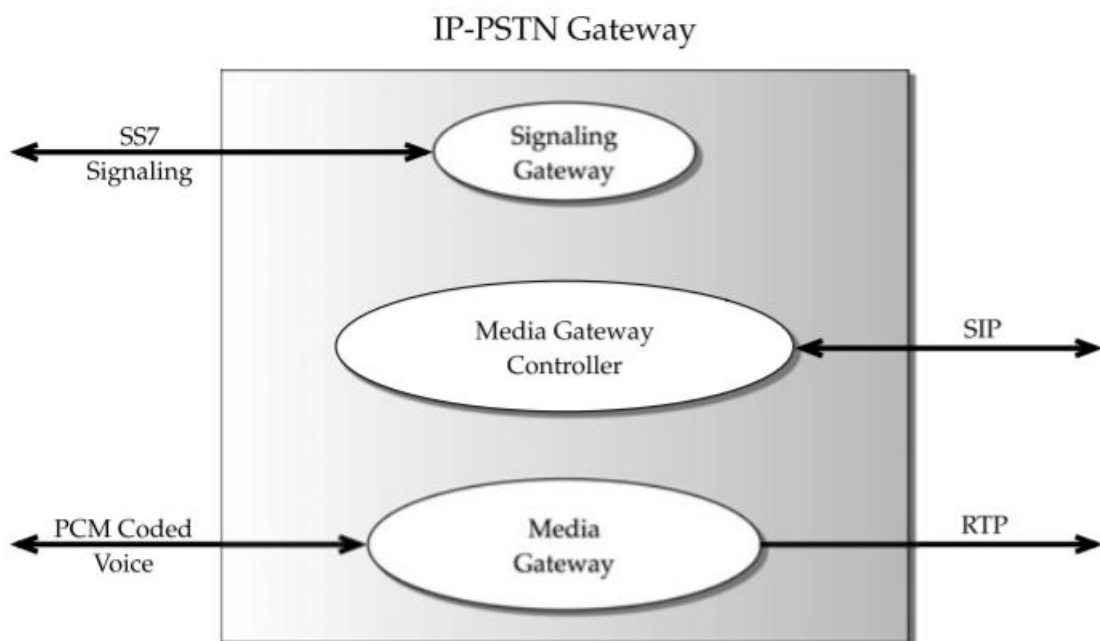 IP-PSTN Gateway
SS7
Signaling
Signaling
Gateway
Media Gateway
Controller
SIP
PCM Coded
Voice
Media
Gateway
RTP